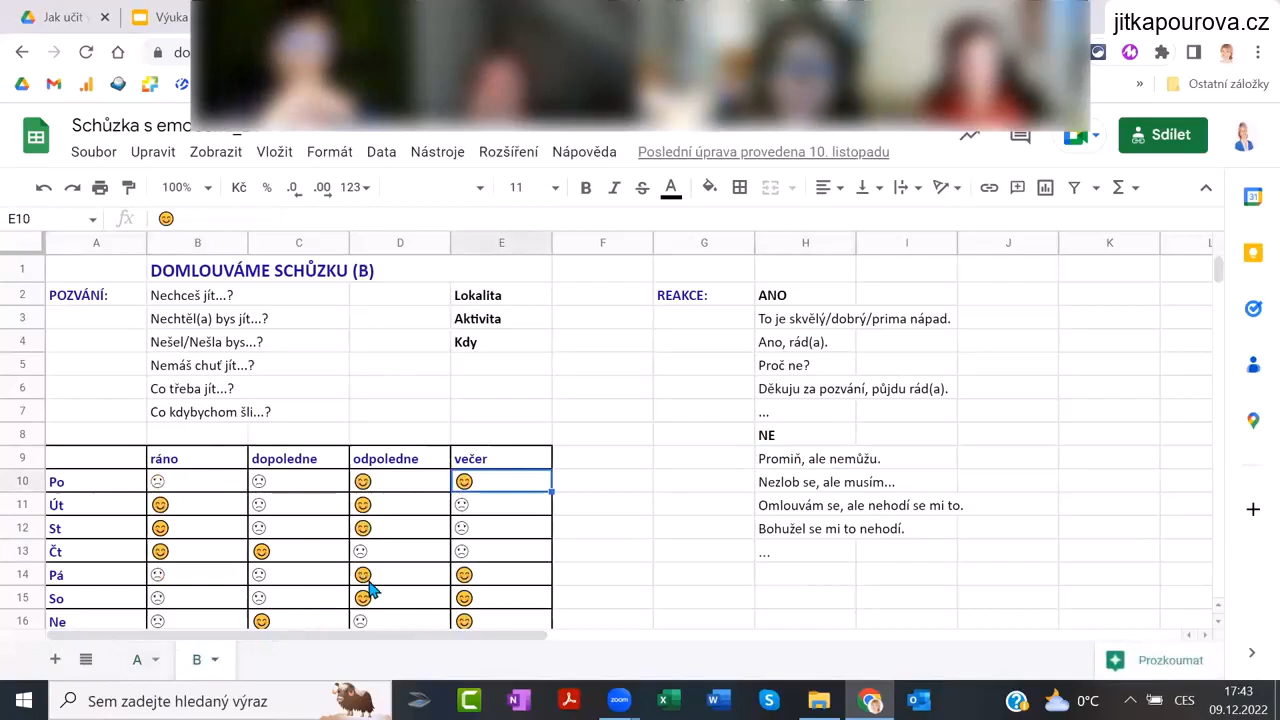 Jak učit
Výuka
jitkapourova.cz
do
Ostatní záložky
Schůzka s emo
Soubor Upravit Zobrazit Vložit Formát Data Nástroje Rozšíření Nápověda Poslední úprava provedena 10. listopadu
Sdílet
100% Kč % .0 .00 123 11 B I S A
E10 fx 😊
A B C D E F G H I J K L
1 DOMLOUVÁME SCHŮZKU (B)
2 POZVÁNÍ: Nechceš jít...? Lokalita REAKCE: ANO
3 Nechtěl(a) bys jít...? Aktivita To je skvělý/dobrý/prima nápad.
4 Nešel/Nešla bys...? Kdy Ano, rád(a).
5 Nemáš chuť jít...? Proč ne?
6 Co třeba jít...? Děkuju za pozvání, půjdu rád(a).
7 Co kdybychom šli...? ...
8 NE
9 ráno dopoledne odpoledne večer Promiň, ale nemůžu.
10 Po ☹ ☹ 😊 😊 Nezlob se, ale musím...
11 Út 😊 ☹ 😊 ☹ Omlouvám se, ale nehodí se mi to.
12 St 😊 ☹ 😊 ☹ Bohužel se mi to nehodí.
13 Čt 😊 😊 ☹ ☹ ...
14 Pá ☹ ☹ 😊 😊
15 So ☹ ☹ 😊 😊
16 Ne ☹ 😊 ☹ 😊
A B
Prozkoumat
Sem zadejte hledaný výraz
zoom
0°C
CES
17:43
09.12.2022